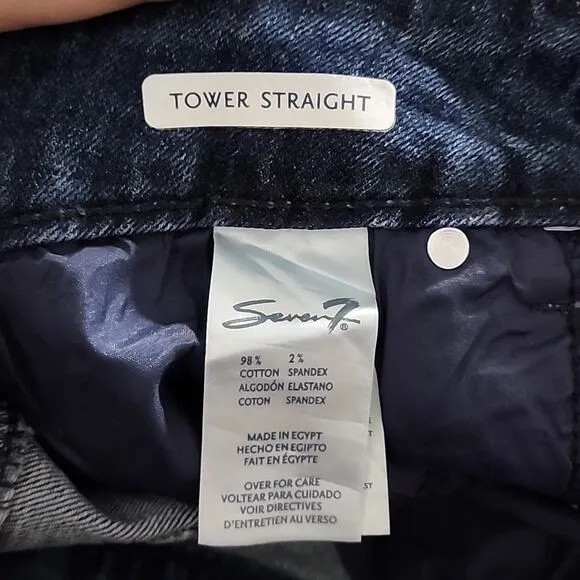 TOWER STRAIGHT
Seven7®
98% 2%
COTTON SPANDEX
ALGODÓN ELASTANO
COTON SPANDEX
MADE IN EGYPT
HECHO EN EGIPTO
FAIT EN ÉGYPTE
OVER FOR CARE
VOLTEAR PARA CUIDADO
VOIR DIRECTIVES
D'ENTRETIEN AU VERSO
ST